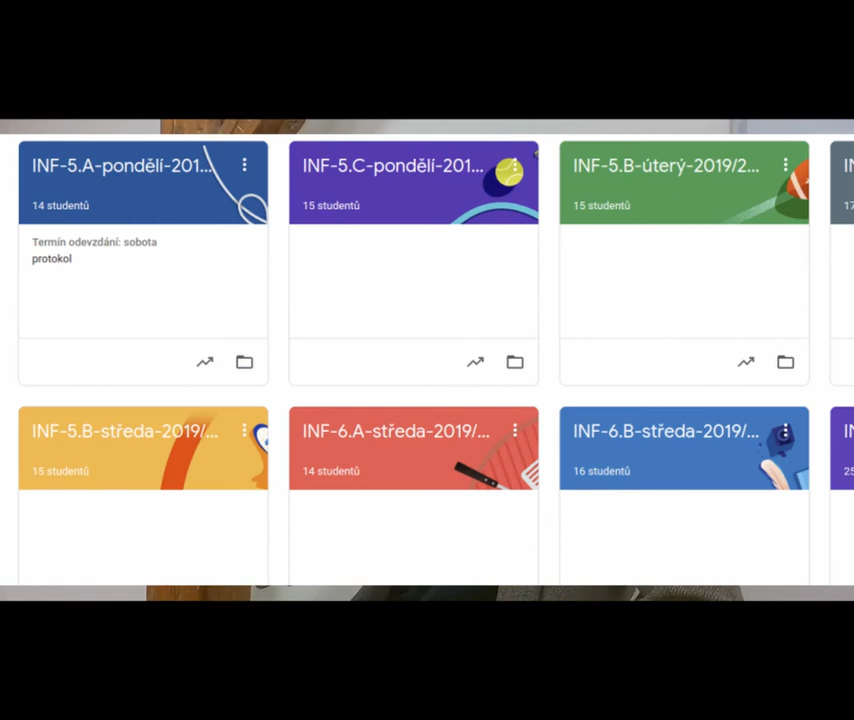 INF-5.A-pondělí-201...
14 studentů
Termín odevzdání: sobota
protokol
INF-5.C-pondělí-201...
15 studentů
INF-5.B-úterý-2019/2...
15 studentů
17
INF-5.B-středa-2019/...
15 studentů
INF-6.A-středa-2019/...
14 studentů
INF-6.B-středa-2019/...
16 studentů
25